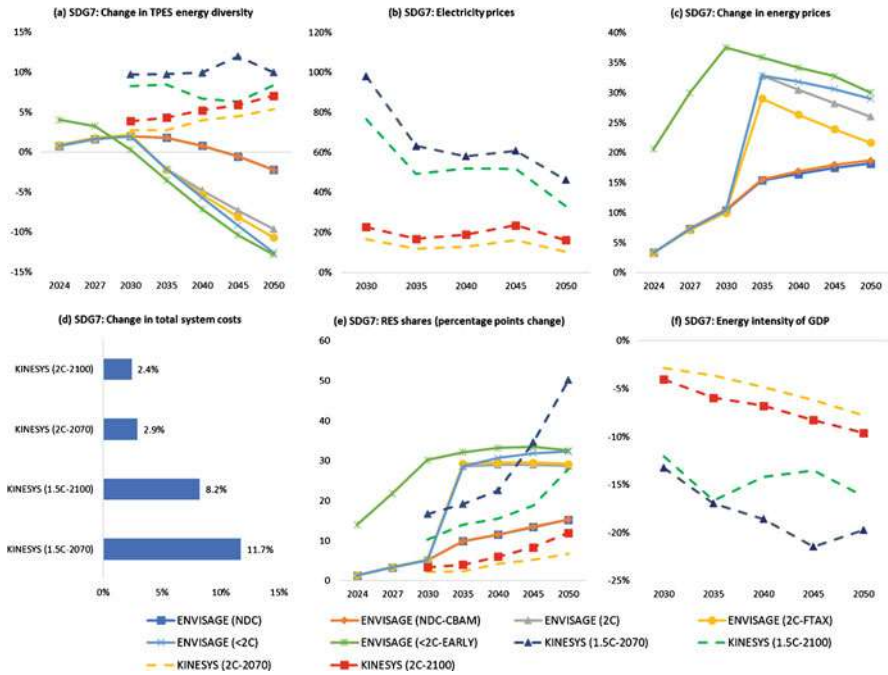 (a) SDG7: Change in TPES energy diversity
15%
10%
5%
0%
-5%
-10%
-15%
2024 2027 2030 2035 2040 2045 2050
(b) SDG7: Electricity prices
120%
100%
80%
60%
40%
20%
0%
2030 2035 2040 2045 2050
(c) SDG7: Change in energy prices
40%
35%
30%
25%
20%
15%
10%
5%
0%
2024 2027 2030 2035 2040 2045 2050
(d) SDG7: Change in total system costs
KINESYS (2C-2100)
2.4%
KINESYS (2C-2070)
2.9%
KINESYS (1.5C-2100)
8.2%
KINESYS (1.5C-2070)
11.7%
0% 5% 10% 15%
(e) SDG7: RES shares (percentage points change)
60
50
40
30
20
10
0
2024 2027 2030 2035 2040 2045 2050
(f) SDG7: Energy intensity of GDP
0%
-5%
-10%
-15%
-20%
-25%
2030 2035 2040 2045 2050
ENVISAGE (NDC) ENVISAGE (NDC-CBAM) ENVISAGE (2C) ENVISAGE (2C-FTAX)
ENVISAGE (<2C) ENVISAGE (<2C-EARLY) KINESYS (1.5C-2070) KINESYS (1.5C-2100)
KINESYS (2C-2070) KINESYS (2C-2100)